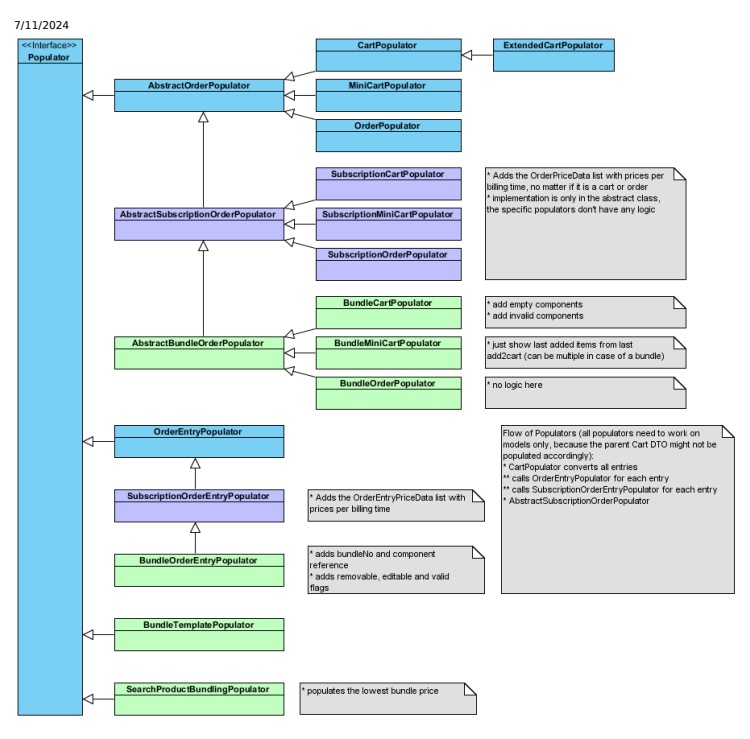 7/11/2024
<<Interface>>
Populator
CartPopulator
ExtendedCartPopulator
AbstractOrderPopulator
MiniCartPopulator
OrderPopulator
SubscriptionCartPopulator
AbstractSubscriptionOrderPopulator
SubscriptionMiniCartPopulator
SubscriptionOrderPopulator
* Adds the OrderPriceData list with prices per
billing time, no matter if it is a cart or order
* implementation is only in the abstract class,
the specific populators don't have any logic
BundleCartPopulator
* add empty components
* add invalid components
AbstractBundleOrderPopulator
BundleMiniCartPopulator
* just show last added items from last
add2cart (can be multiple in case of a bundle)
BundleOrderPopulator
* no logic here
OrderEntryPopulator
Flow of Populators (all populators need to work on
models only, because the parent Cart DTO might not be
populated accordingly):
* CartPopulator converts all entries
** calls OrderEntryPopulator for each entry
** calls SubscriptionOrderEntryPopulator for each entry
* AbstractSubscriptionOrderPopulator
SubscriptionOrderEntryPopulator
* Adds the OrderEntryPriceData list with
prices per billing time
BundleOrderEntryPopulator
* adds bundleNo and component
reference
* adds removable, editable and valid
flags
BundleTemplatePopulator
SearchProductBundlingPopulator
* populates the lowest bundle price